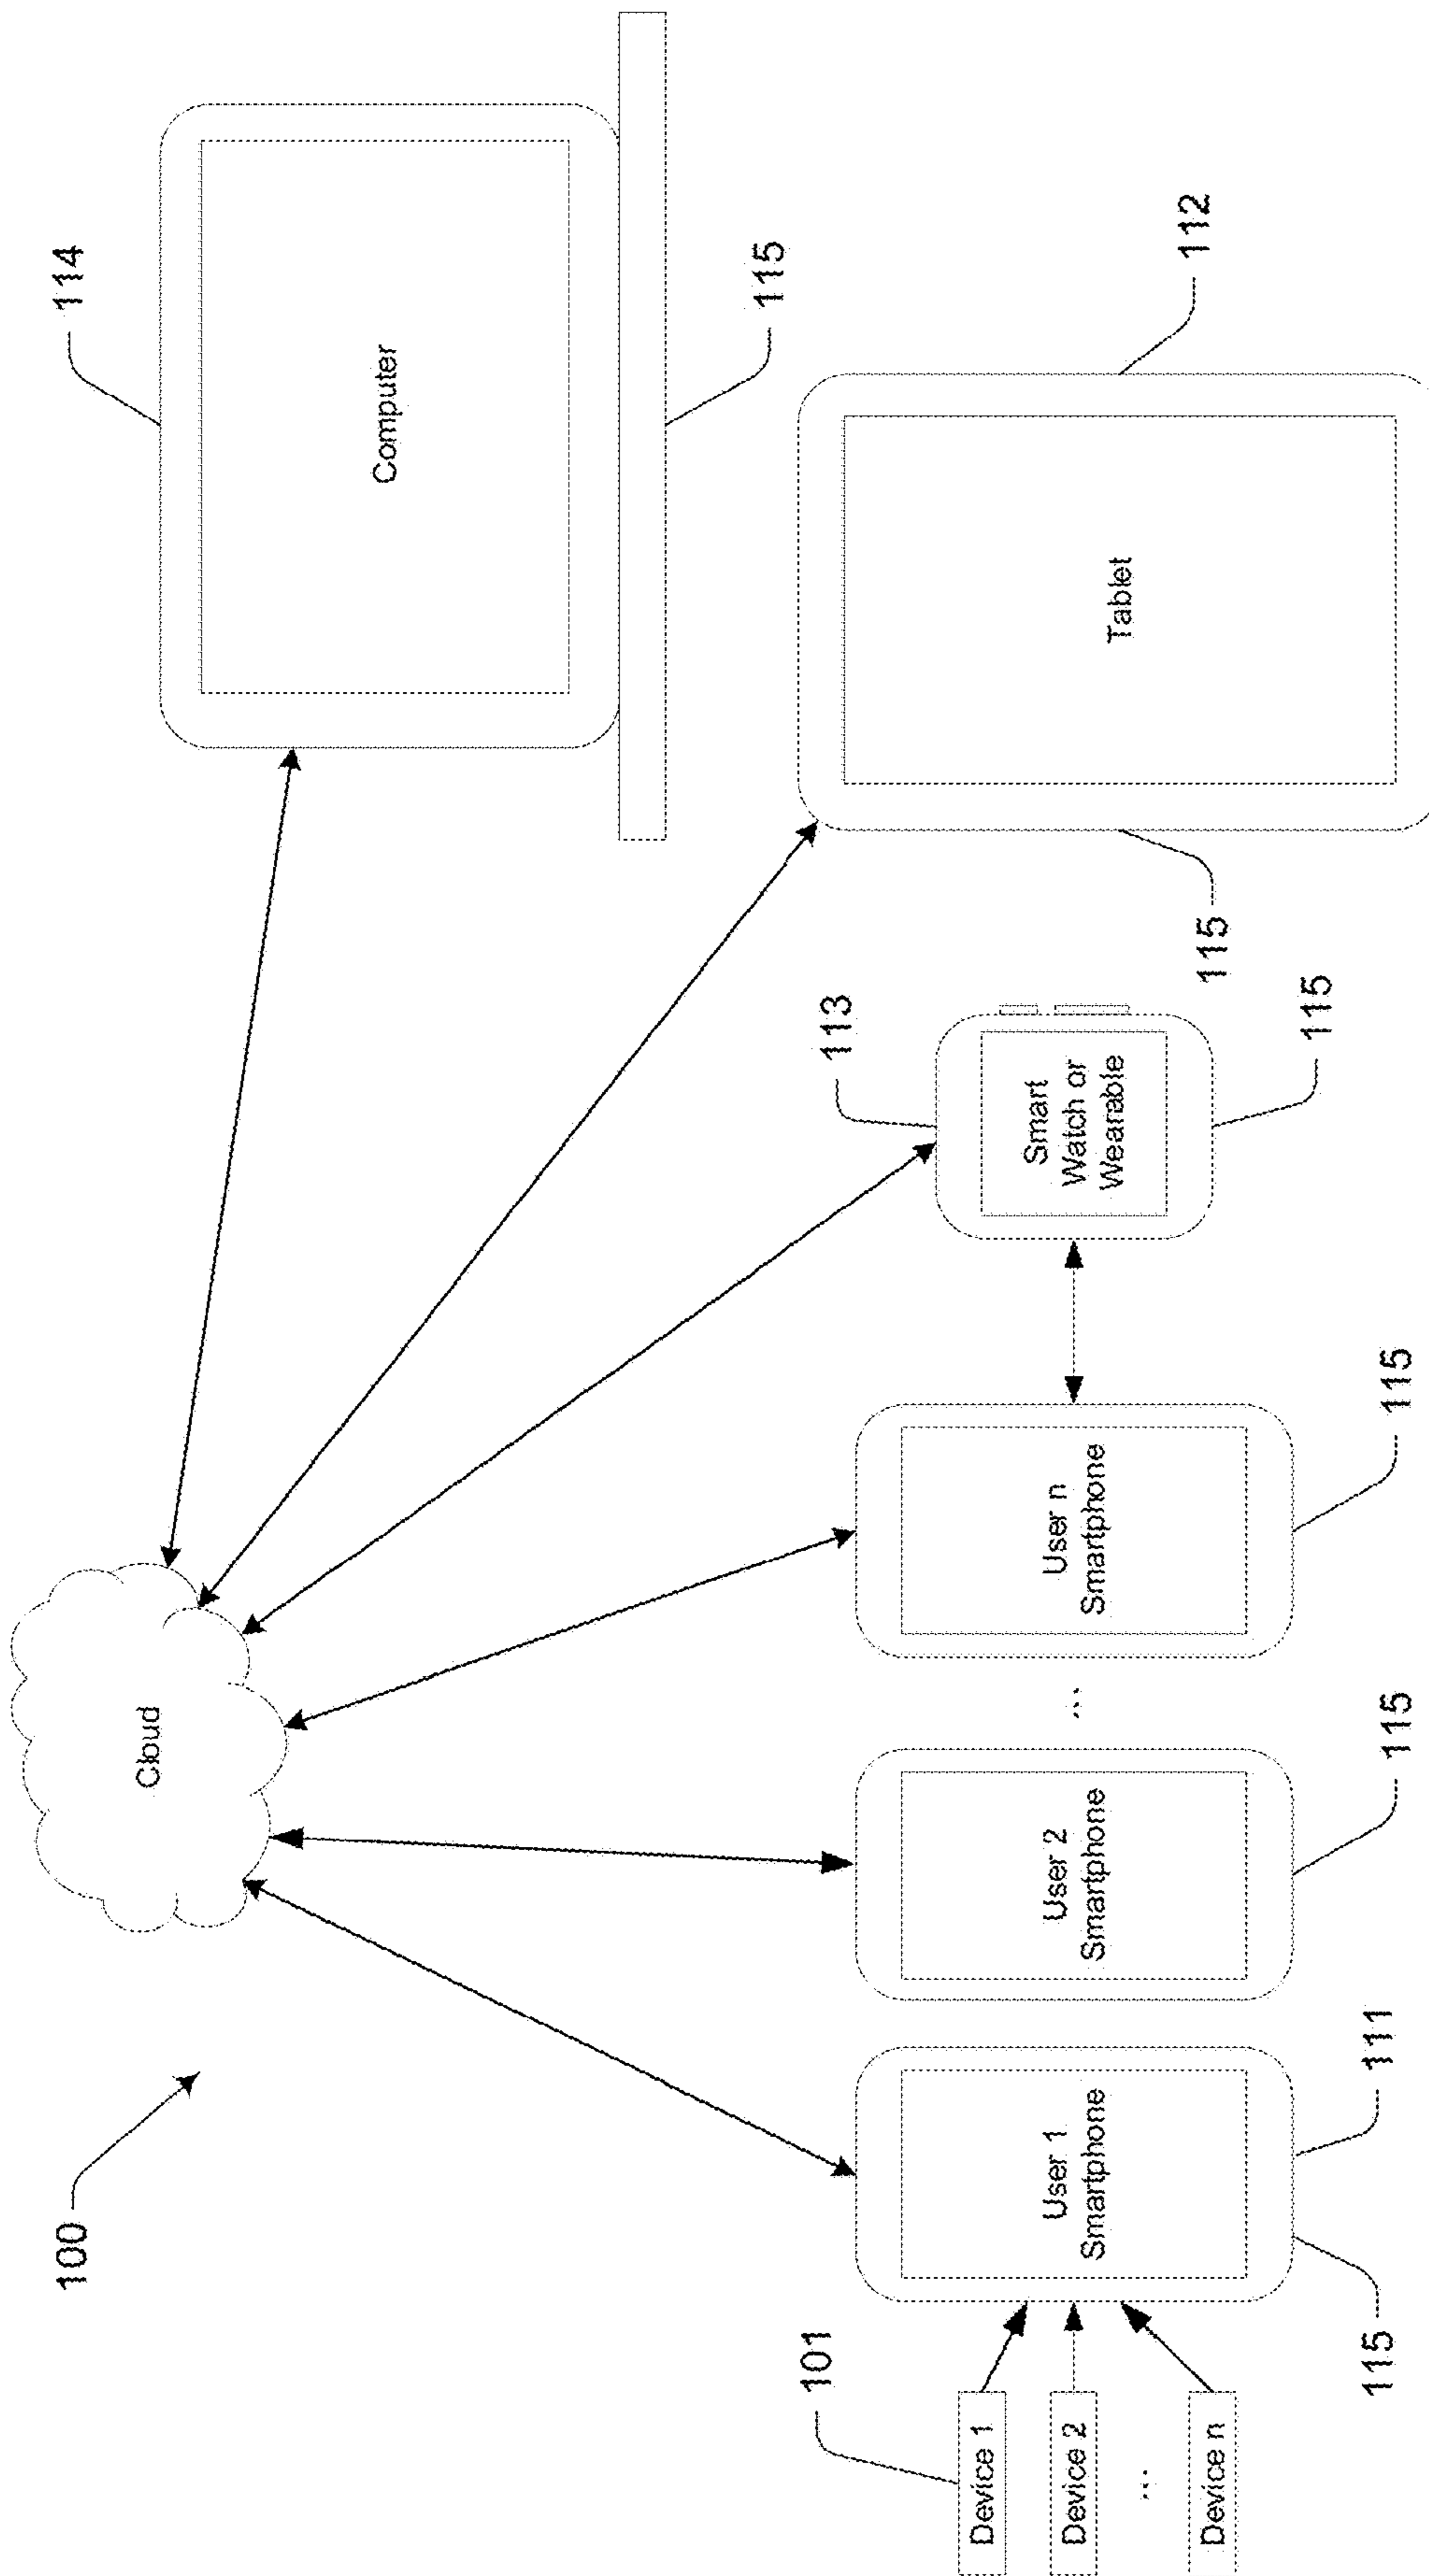 100
Cloud
114
Computer
115
101
Device 1
Device 2
...
Device n
User 1
Smartphone
115
111
User 2
Smartphone
115
...
User n
Smartphone
115
113
Smart
Watch or
Wearable
115
Tablet
115
112